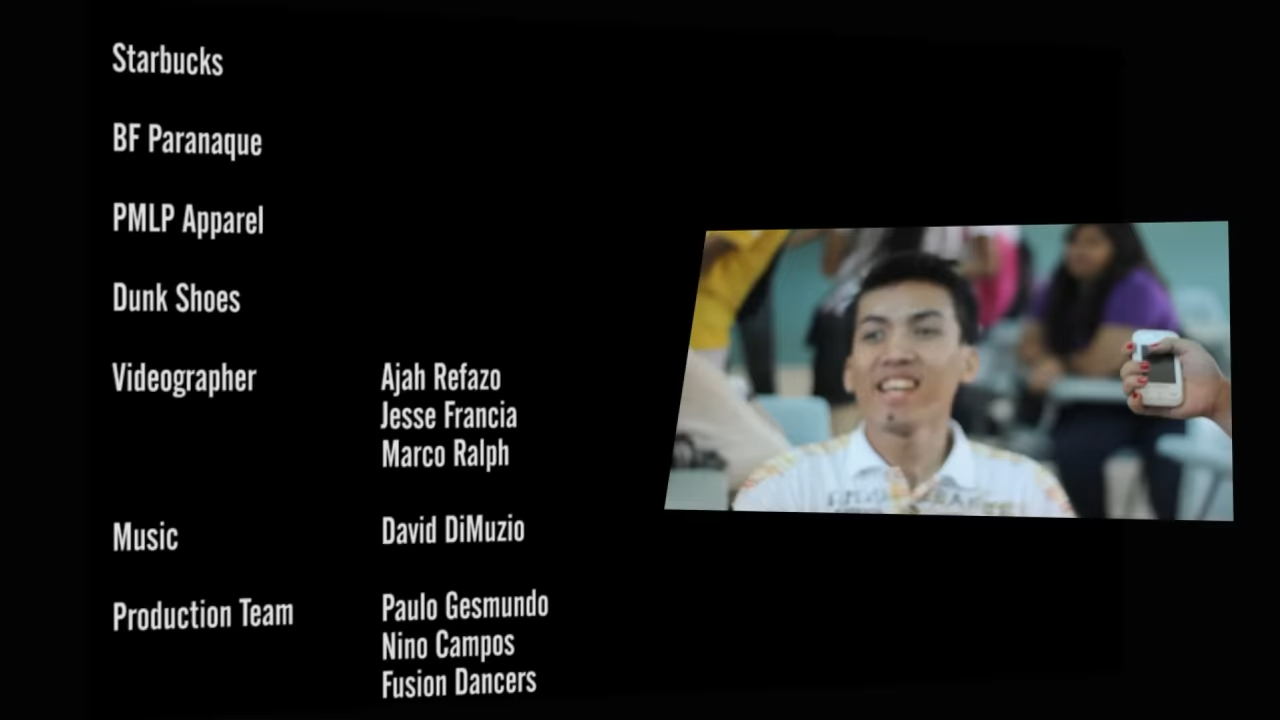 Starbucks
BF Paranaque
PMLP Apparel
Dunk Shoes
Videographer Ajah Refazo
Jesse Francia
Marco Ralph
Music David DiMuzio
Production Team Paulo Gesmundo
Nino Campos
Fusion Dancers